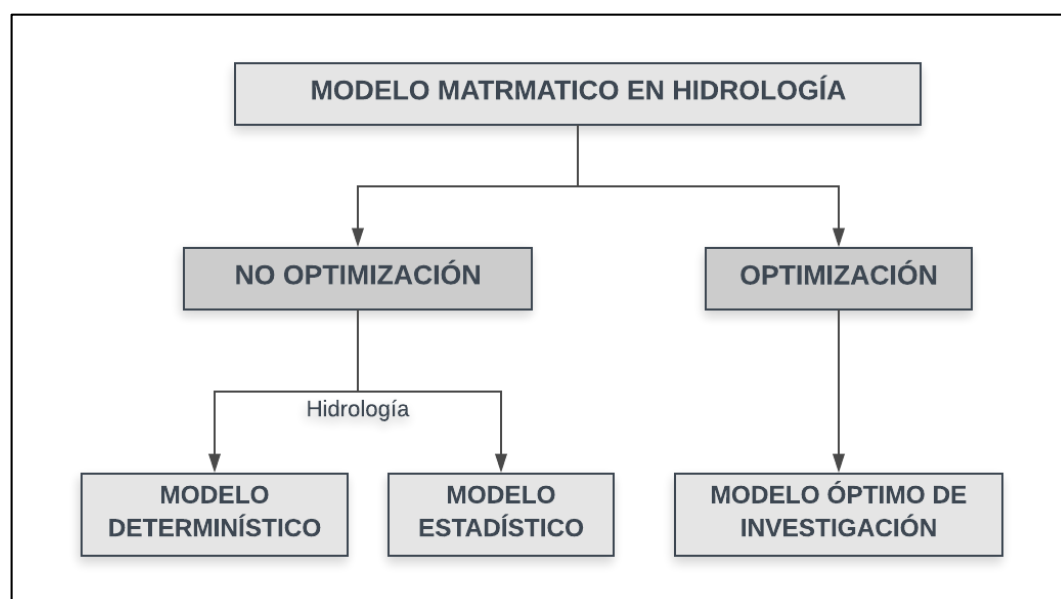 MODELO MATRMATICO EN HIDROLOGÍA
NO OPTIMIZACIÓN
OPTIMIZACIÓN
Hidrología
MODELO
DETERMINÍSTICO
MODELO
ESTADÍSTICO
MODELO ÓPTIMO DE
INVESTIGACIÓN